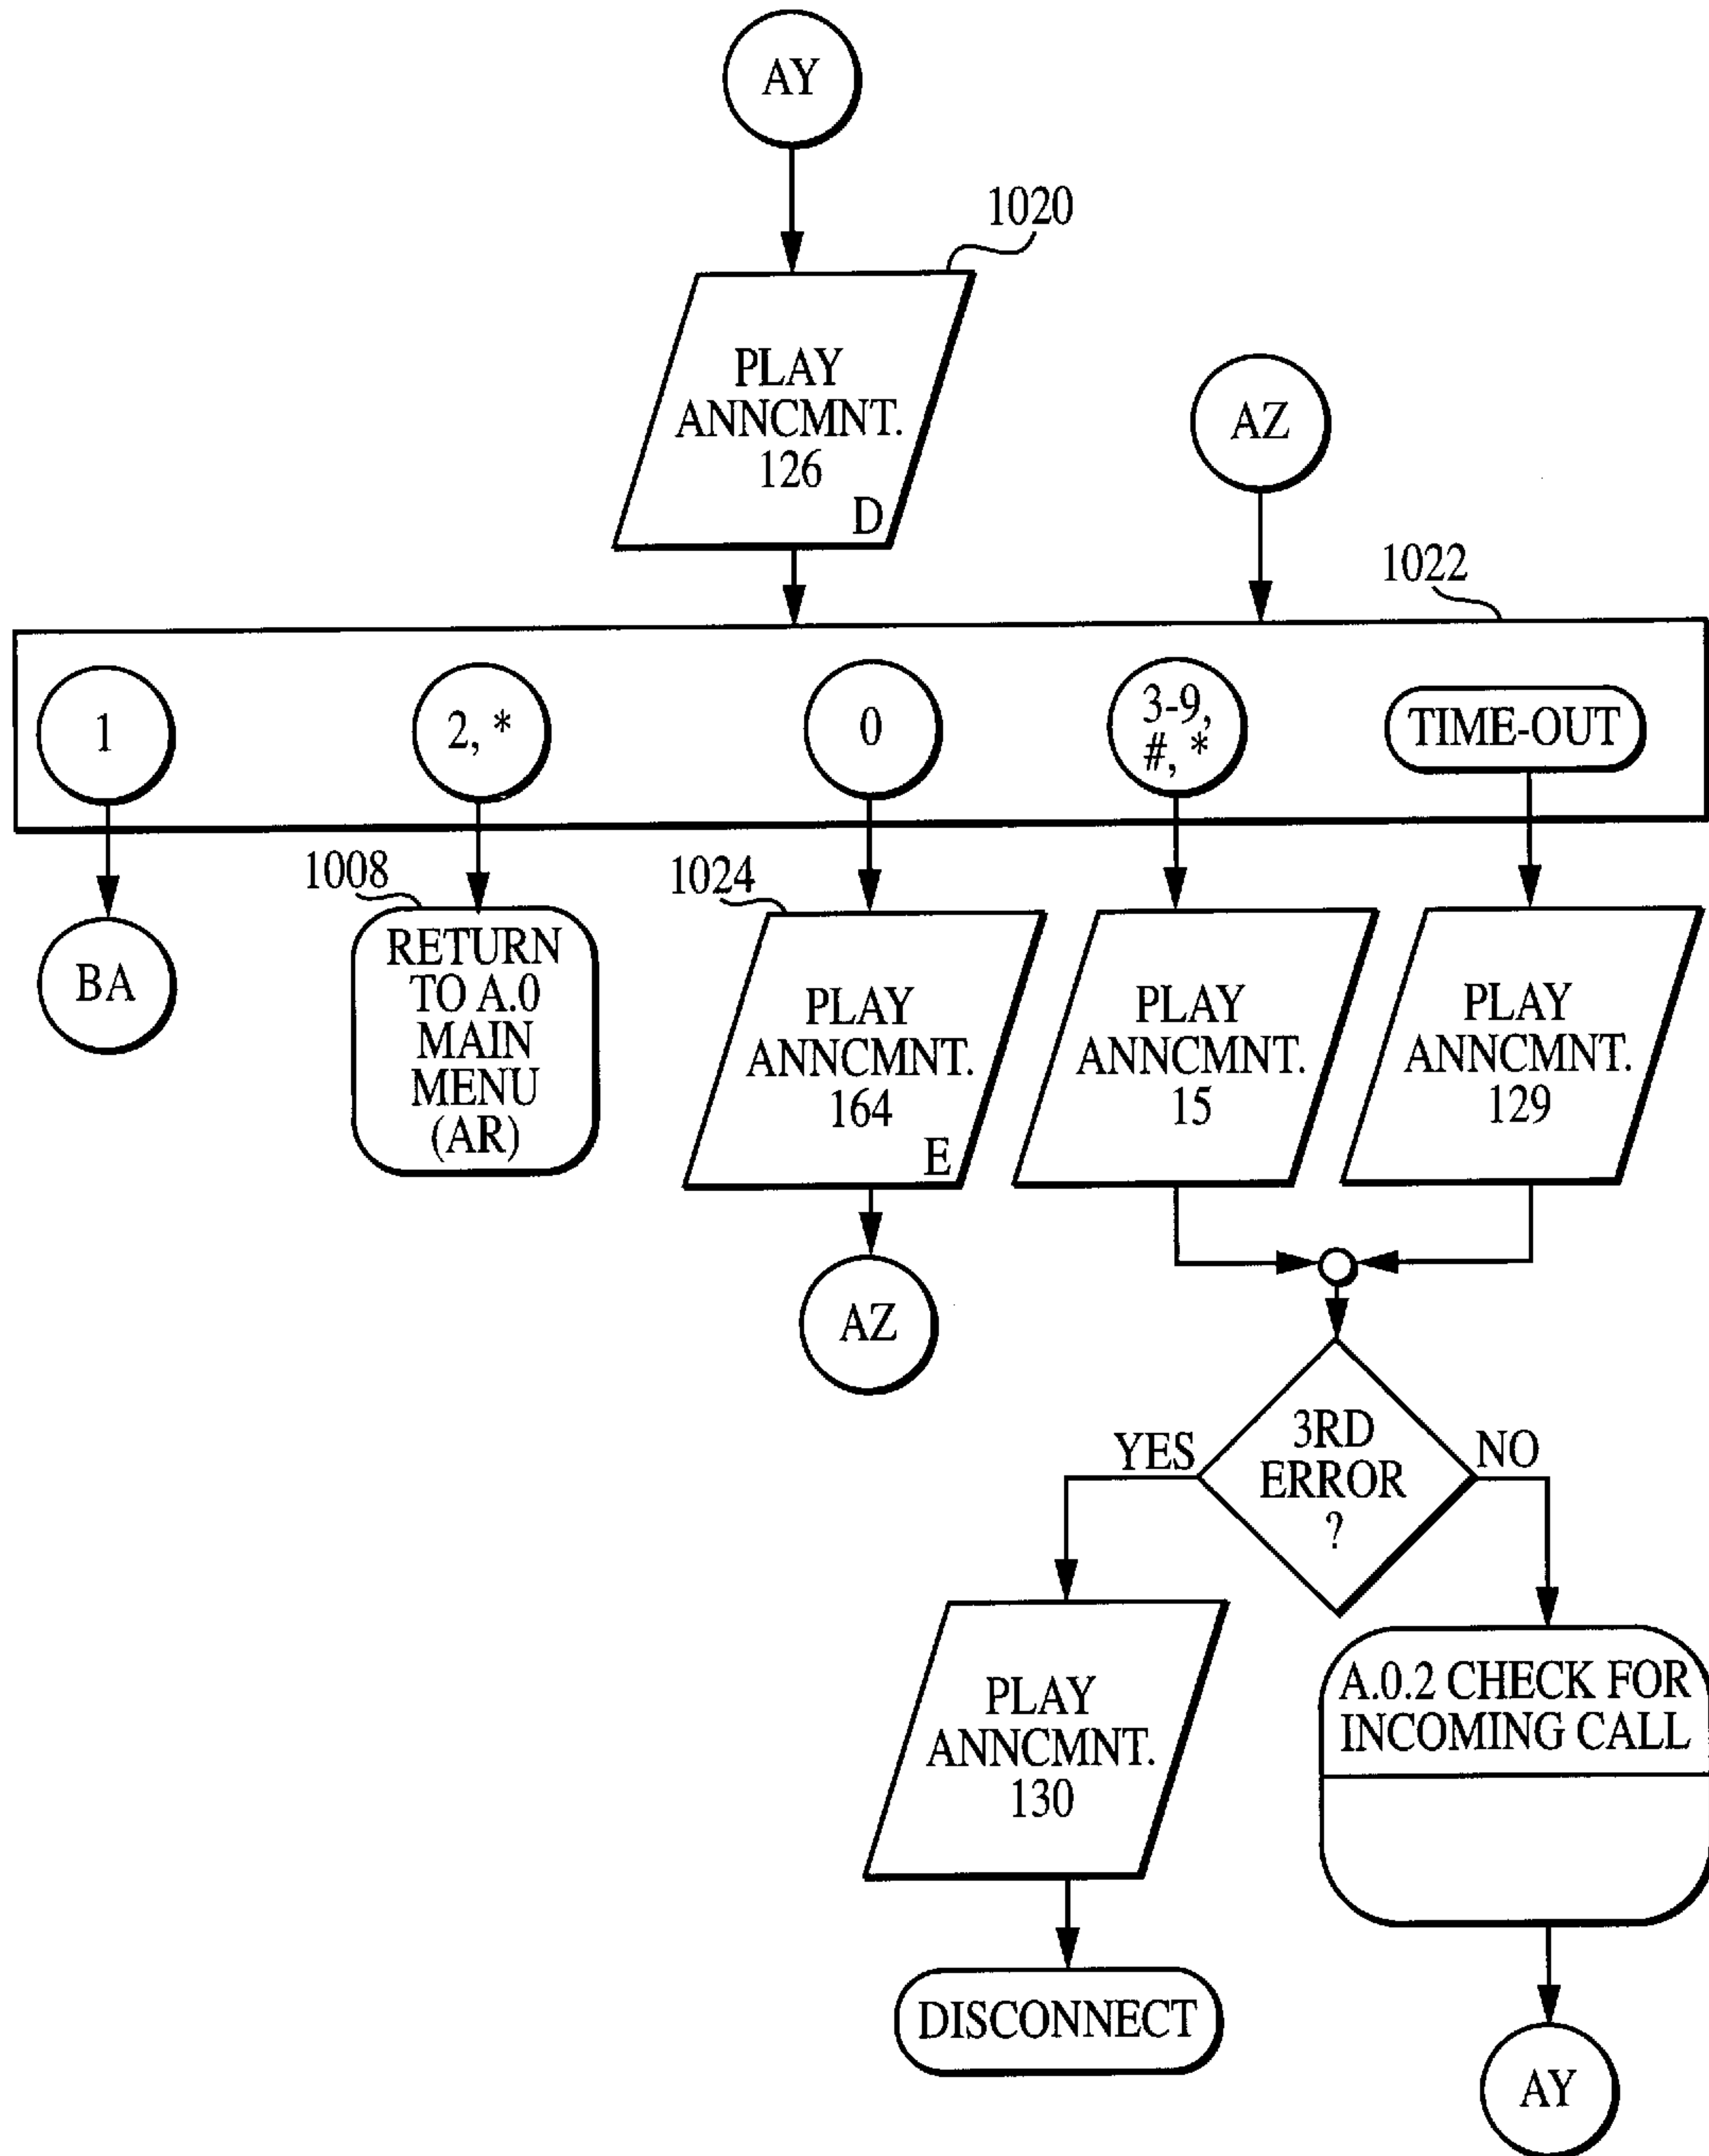 AY
1020
PLAY
ANNCMNT.
126
D
AZ
1022
1
2, *
0
3-9,
#, *
TIME-OUT
1008
1024
BA
RETURN
TO A.0
MAIN
MENU
(AR)
PLAY
ANNCMNT.
164
E
PLAY
ANNCMNT.
15
PLAY
ANNCMNT.
129
AZ
YES
3RD
ERROR
?
NO
PLAY
ANNCMNT.
130
A.0.2 CHECK FOR
INCOMING CALL
DISCONNECT
AY